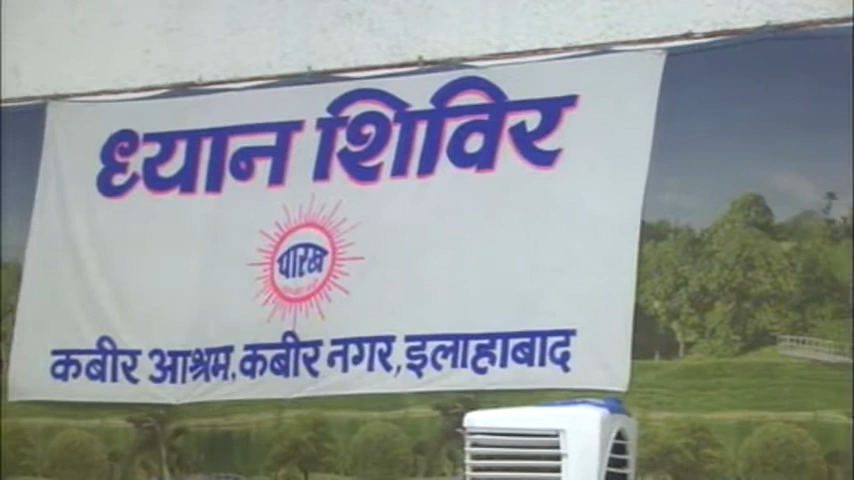 ध्यान शिविर
पारख
कबीर आश्रम, कबीर नगर, इलाहाबाद